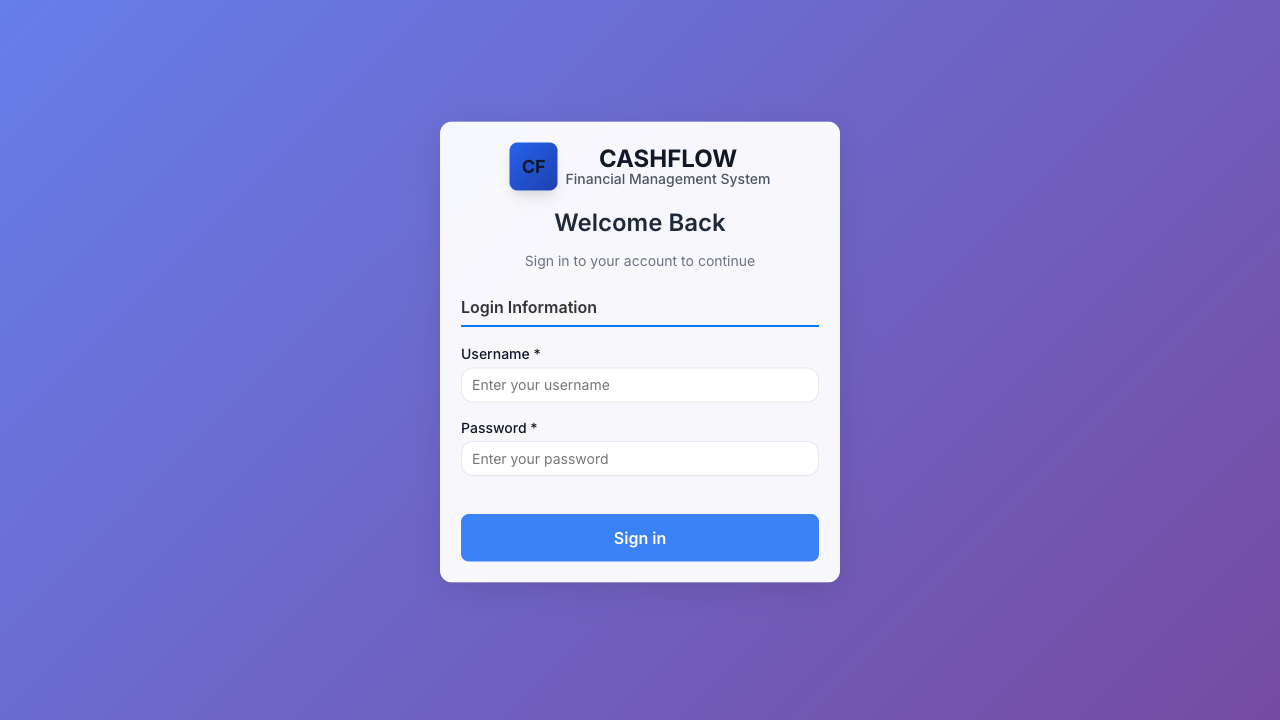 CF
CASHFLOW
Financial Management System
Welcome Back
Sign in to your account to continue
Login Information
Username *
Enter your username
Password *
Enter your password
Sign in